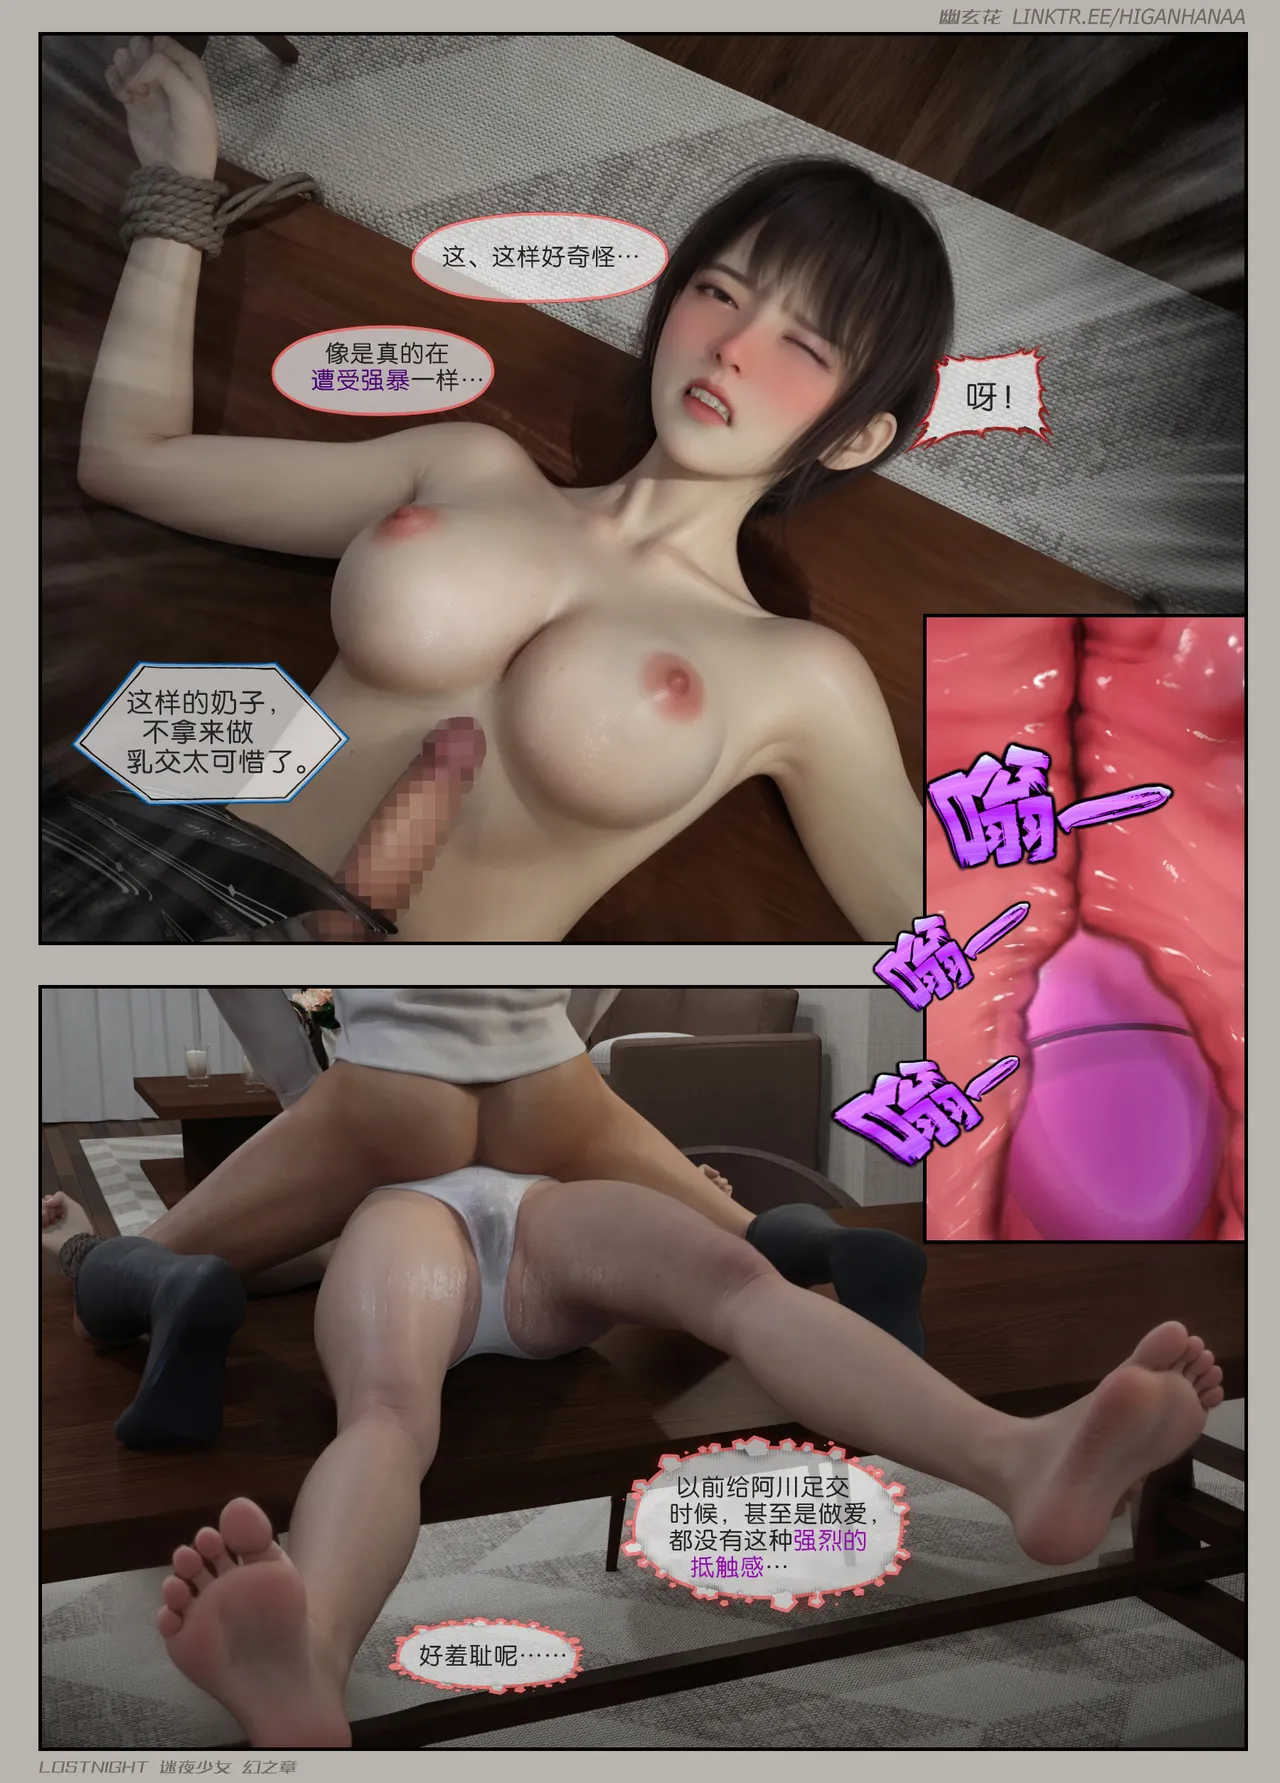 幽玄花 LINKTR.EE/HIGANHANAA
这、这样好奇怪…
像是真的在
遭受强暴一样…
呀！
这样的奶子，
不拿来做
乳交太可惜了。
嗡一
嗡一
嗡一
以前给阿川足交
时候，甚至是做爱，
都没有这种强烈的
抵触感…
好羞耻呢……
LOSTNIGHT 迷夜少女 幻之章